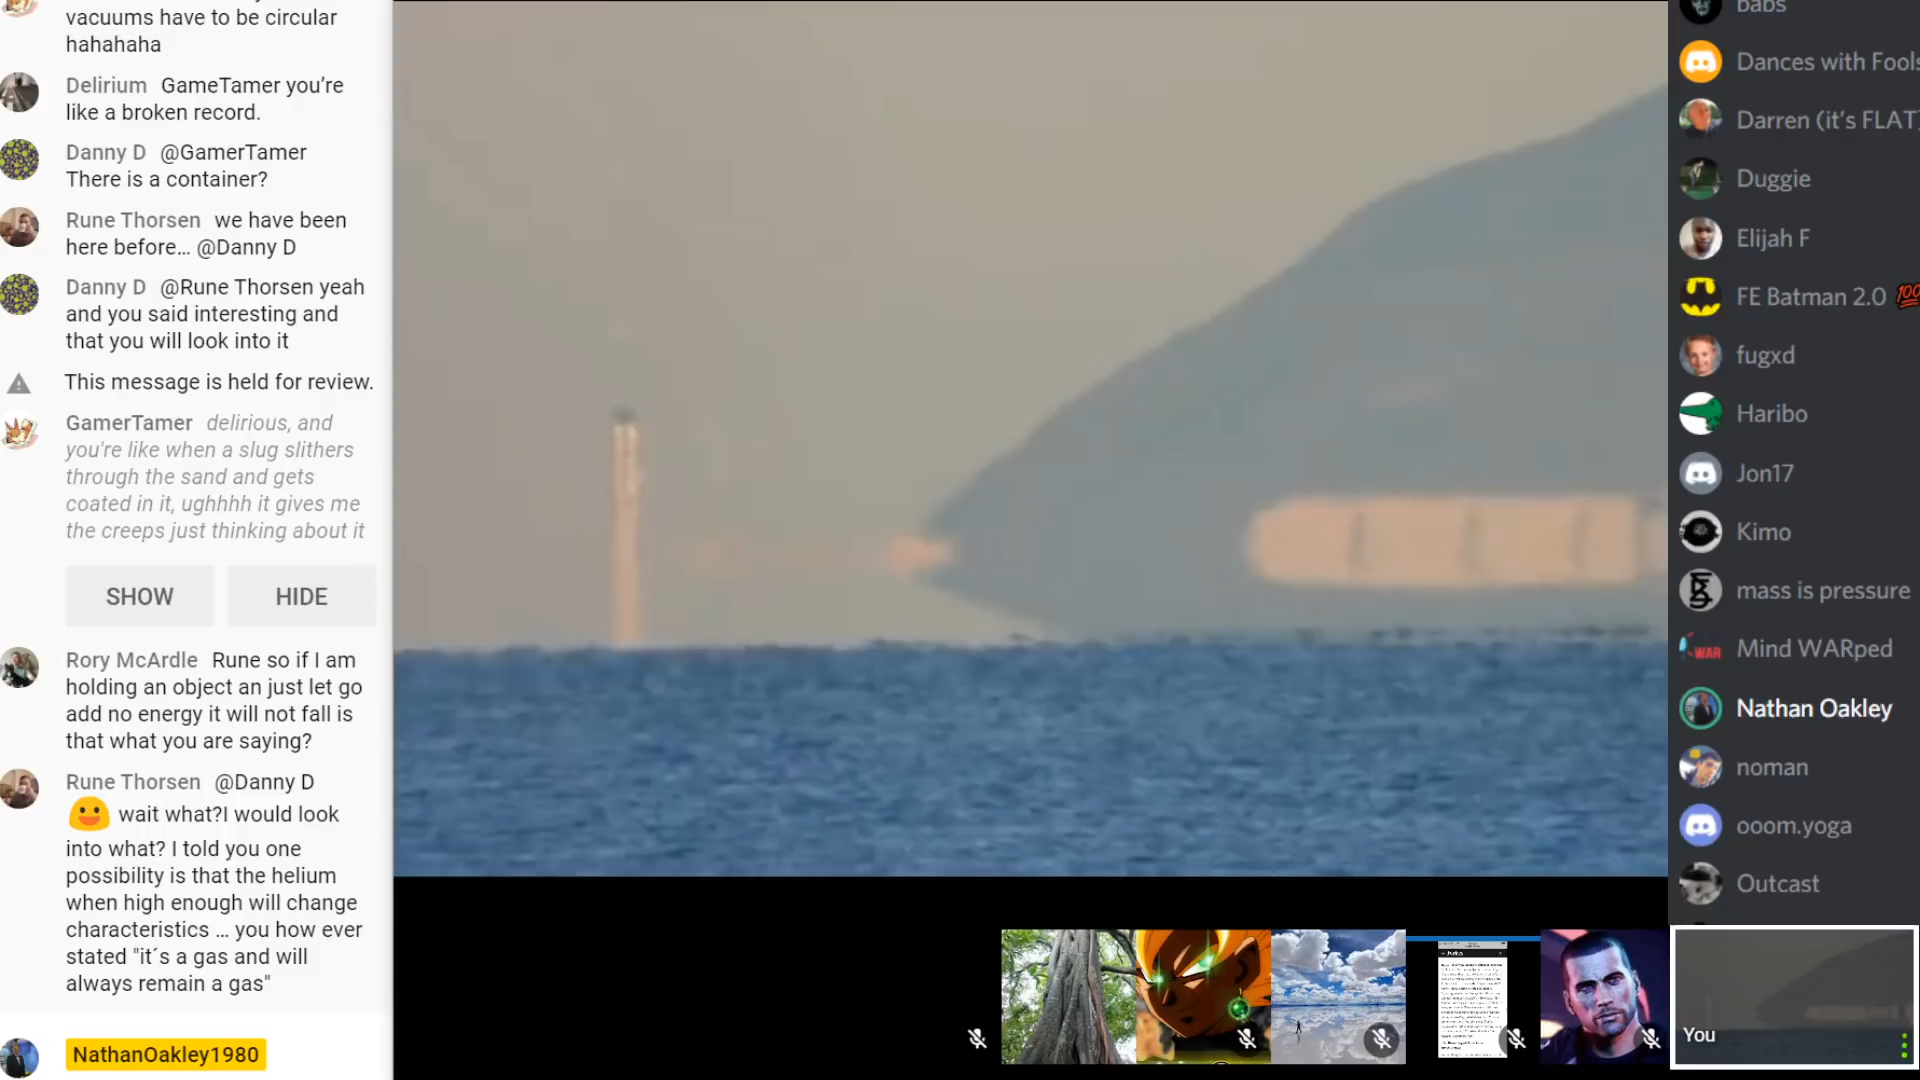 vacuums have to be circular
hahahaha
Delirium GameTamer you’re
like a broken record.
Danny D @GamerTamer
There is a container?
Rune Thorsen we have been
here before… @Danny D
Danny D @Rune Thorsen yeah
and you said interesting and
that you will look into it
This message is held for review.
GamerTamer delirious, and
you're like when a slug slithers
through the sand and gets
coated in it, ughhhh it gives me
the creeps just thinking about it
SHOW HIDE
Rory McArdle Rune so if I am
holding an object an just let go
add no energy it will not fall is
that what you are saying?
Rune Thorsen @Danny D
wait what?I would look
into what? I told you one
possibility is that the helium
when high enough will change
characteristics … you how ever
stated "it´s a gas and will
always remain a gas"
NathanOakley1980
babs
Dances with Fools
Darren (it’s FLAT)
Duggie
Elijah F
FE Batman 2.0 100
fugxd
Haribo
Jon17
Kimo
mass is pressure
WAR Mind WARped
Nathan Oakley
noman
ooom.yoga
Outcast
You